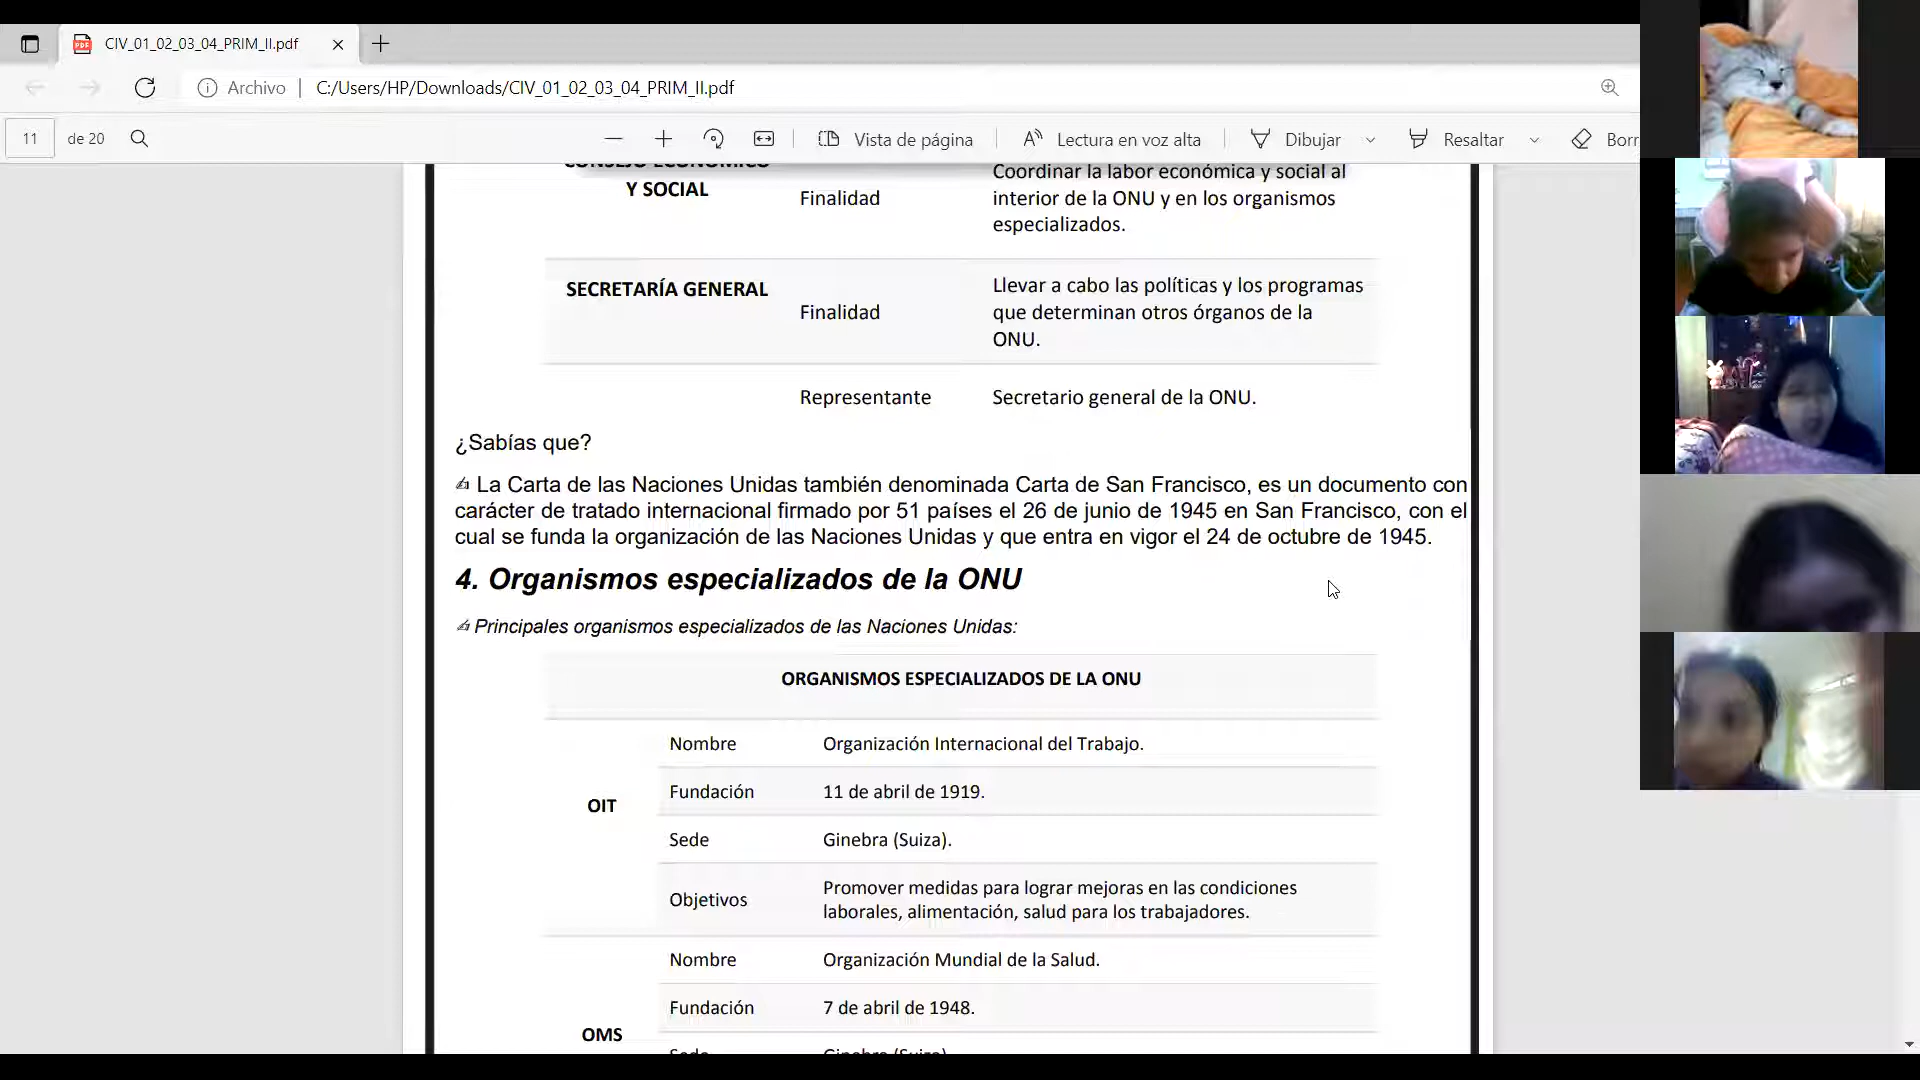 CIV_01_02_03_04_PRIM_II.pdf
Archivo | C:/Users/HP/Downloads/CIV_01_02_03_04_PRIM_II.pdf
11 de 20 Vista de página Lectura en voz alta Dibujar Resaltar Borr
CONSEJO ECONÓMICO
Y SOCIAL
Finalidad
Coordinar la labor económica y social al
interior de la ONU y en los organismos
especializados.
SECRETARÍA GENERAL
Finalidad
Llevar a cabo las políticas y los programas
que determinan otros órganos de la
ONU.
Representante Secretario general de la ONU.
¿Sabías que?
✍ La Carta de las Naciones Unidas también denominada Carta de San Francisco, es un documento con
carácter de tratado internacional firmado por 51 países el 26 de junio de 1945 en San Francisco, con el
cual se funda la organización de las Naciones Unidas y que entra en vigor el 24 de octubre de 1945.
4. Organismos especializados de la ONU
✍ Principales organismos especializados de las Naciones Unidas:
ORGANISMOS ESPECIALIZADOS DE LA ONU
OIT
Nombre Organización Internacional del Trabajo.
Fundación 11 de abril de 1919.
Sede Ginebra (Suiza).
Objetivos
Promover medidas para lograr mejoras en las condiciones
laborales, alimentación, salud para los trabajadores.
OMS
Nombre Organización Mundial de la Salud.
Fundación 7 de abril de 1948.
Sede Ginebra (Suiza).